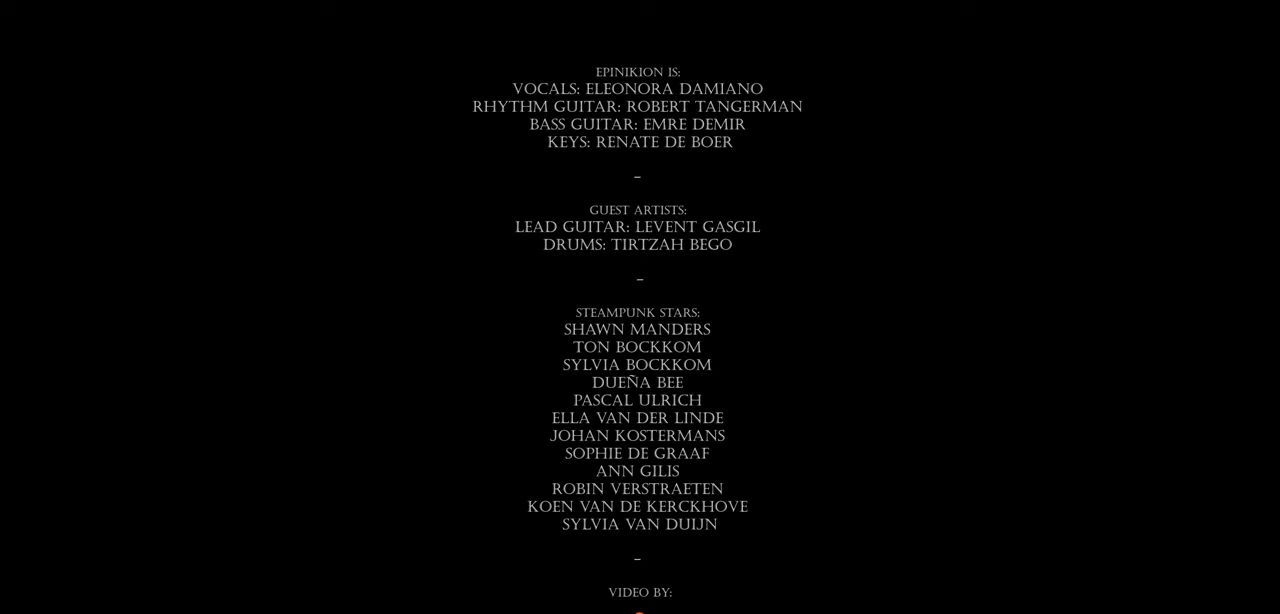 EPINIKION IS:
VOCALS: ELEONORA DAMIANO
RHYTHM GUITAR: ROBERT TANGERMAN
BASS GUITAR: EMRE DEMIR
KEYS: RENATE DE BOER
–
GUEST ARTISTS:
LEAD GUITAR: LEVENT GASGIL
DRUMS: TIRTZAH BEGO
–
STEAMPUNK STARS:
SHAWN MANDERS
TON BOCKKOM
SYLVIA BOCKKOM
DUEÑA BEE
PASCAL ULRICH
ELLA VAN DER LINDE
JOHAN KOSTERMANS
SOPHIE DE GRAAF
ANN GILIS
ROBIN VERSTRAETEN
KOEN VAN DE KERCKHOVE
SYLVIA VAN DUIJN
–
VIDEO BY: